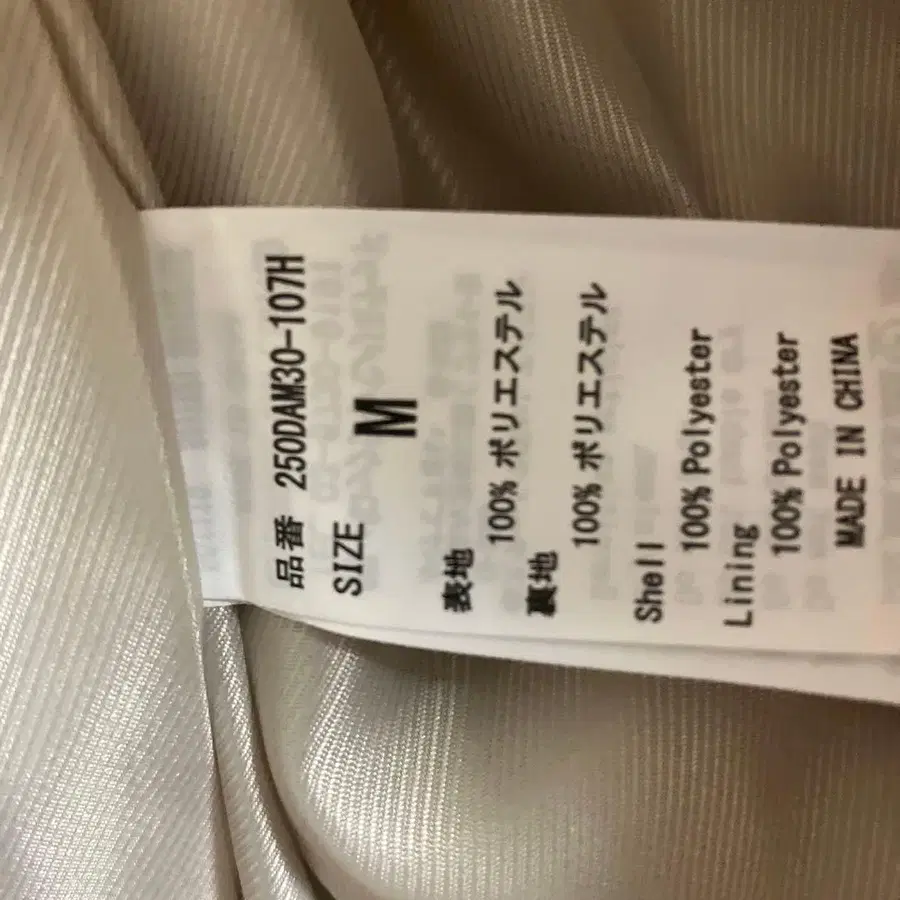 品番 250DAM30-107H
SIZE M
表地
100% ポリエステル
裏地
100% ポリエステル
Shell
100% Polyester
Lining
100% Polyester
MADE IN CHINA